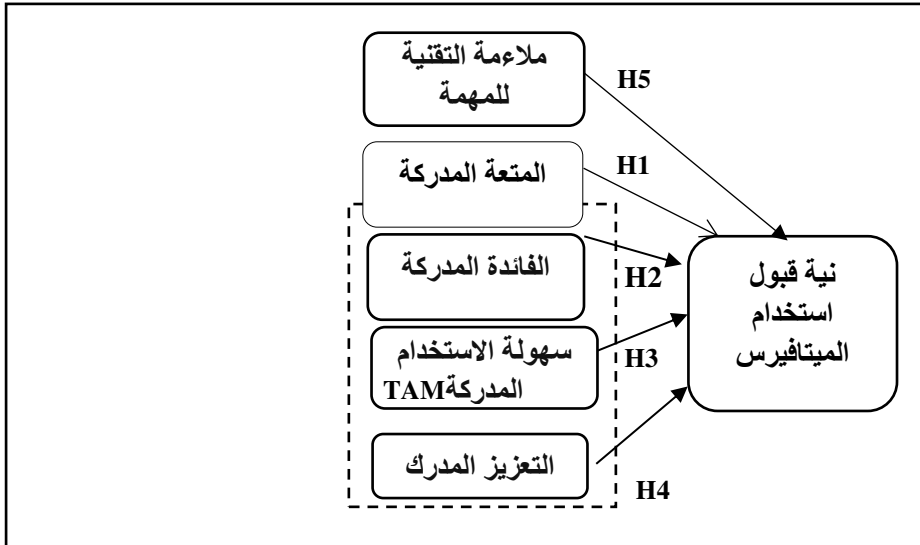 ملاءمة التقنية
للمهمة
H5
المتعة المدركة
H1
الفائدة المدركة
H2
سهولة الاستخدام
المدركةTAM
H3
التعزيز المدرك
H4
نية قبول
استخدام
الميتافيرس